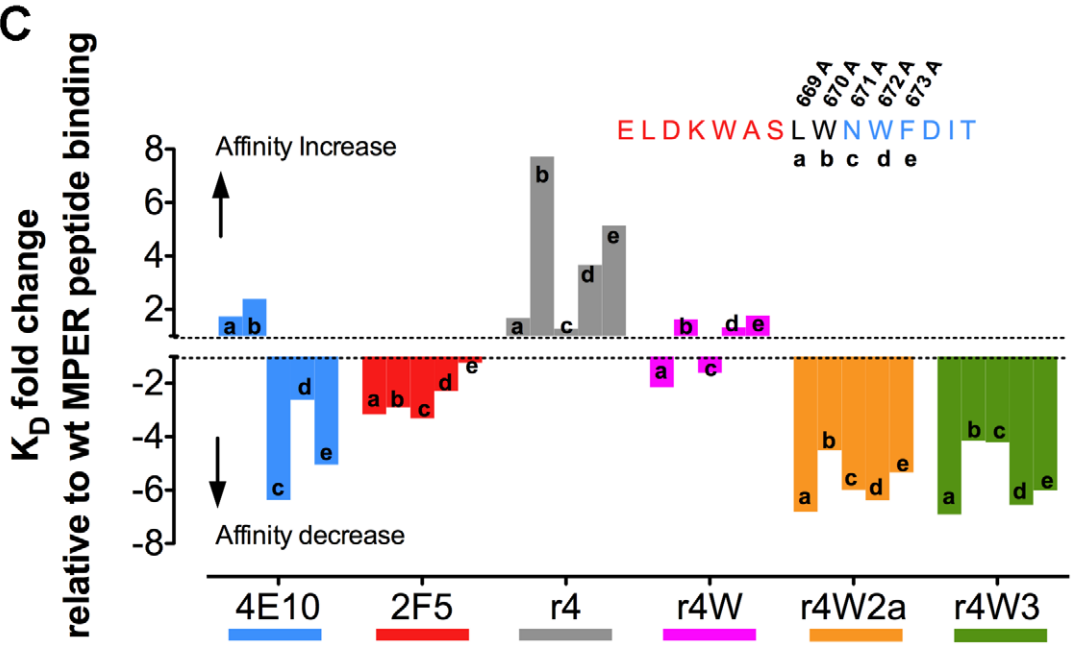 C
669 A 670 A 671 A 672 A 673 A
ELDKWASLWNWFDIT
a b c d e
KD fold change
relative to wt MPER peptide binding
8
6
4
2
-2
-4
-6
-8
Affinity Increase
Affinity decrease
a b c d e
a b c d e
a b c d e
a b c d e
a b c d e
a b c d e
4E10 2F5 r4 r4W r4W2a r4W3